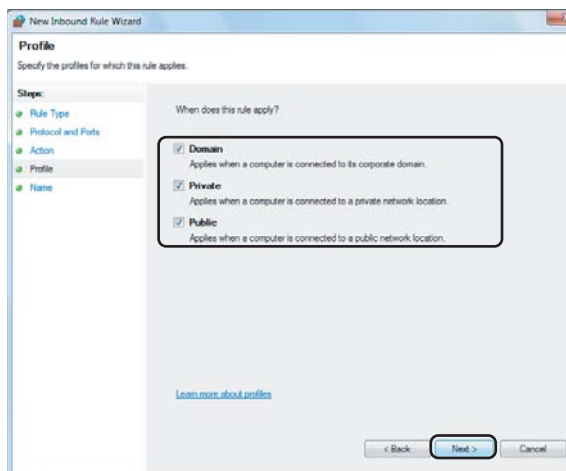 New Inbound Rule Wizard
Profile
Specify the profiles for which this rule applies.
Steps:
Rule Type
Protocol and Ports
Action
Profile
Name
When does this rule apply?
Domain
Applies when a computer is connected to its corporate domain.
Private
Applies when a computer is connected to a private network location.
Public
Applies when a computer is connected to a public network location.
Learn more about profiles
< Back
Next >
Cancel